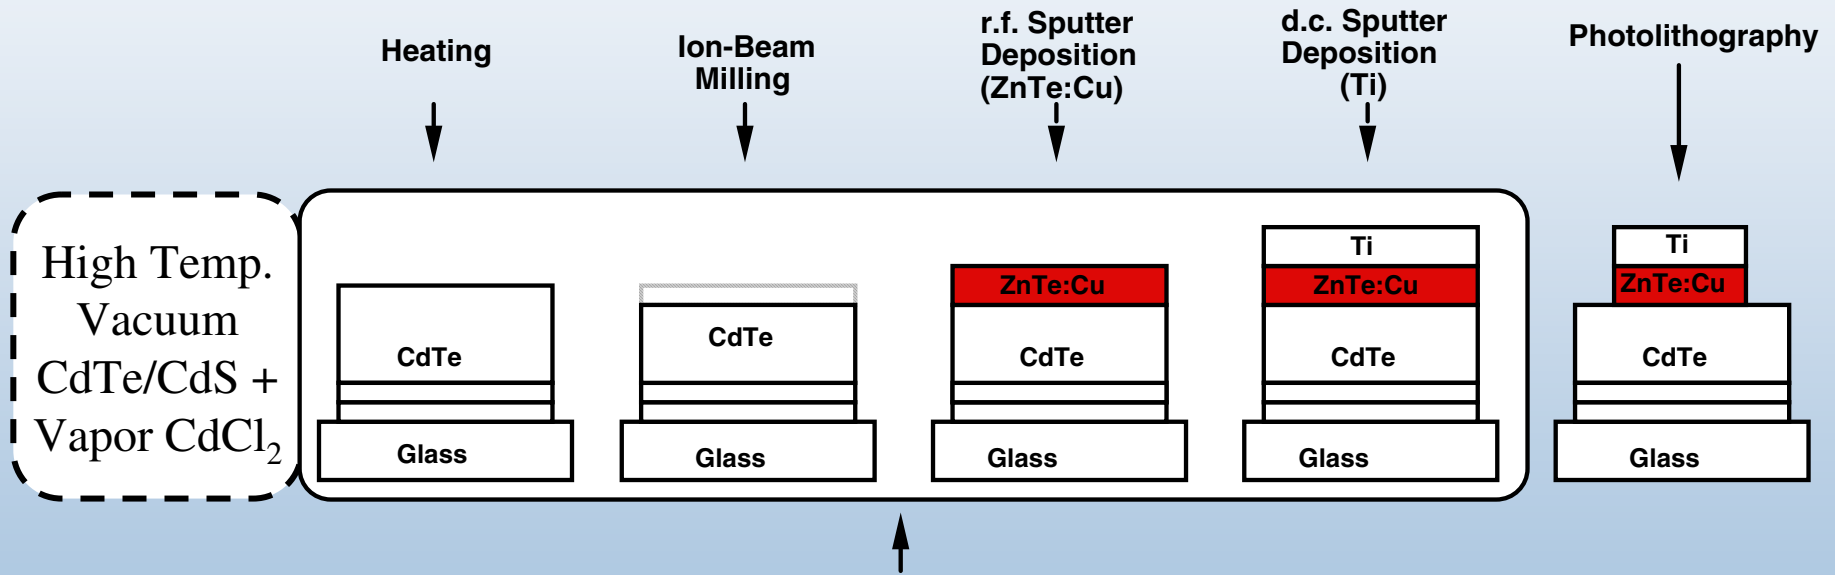 Heating
Ion-Beam
Milling
r.f. Sputter
Deposition
(ZnTe:Cu)
d.c. Sputter
Deposition
(Ti)
Photolithography
High Temp.
Vacuum
CdTe/CdS +
Vapor CdCl₂
CdTe
Glass
CdTe
Glass
ZnTe:Cu
CdTe
Glass
Ti
ZnTe:Cu
CdTe
Glass
Ti
ZnTe:Cu
CdTe
Glass